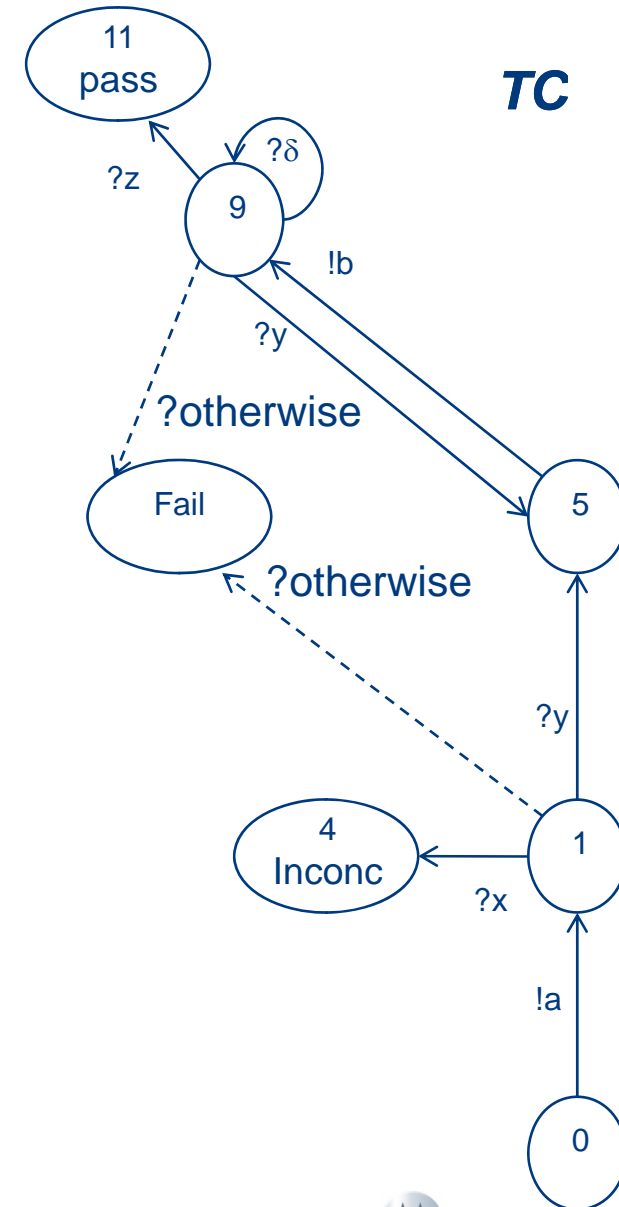 11
pass
TC
?δ
?z
9
!b
?y
?otherwise
Fail
5
?otherwise
?y
4
Inconc
1
?x
!a
0